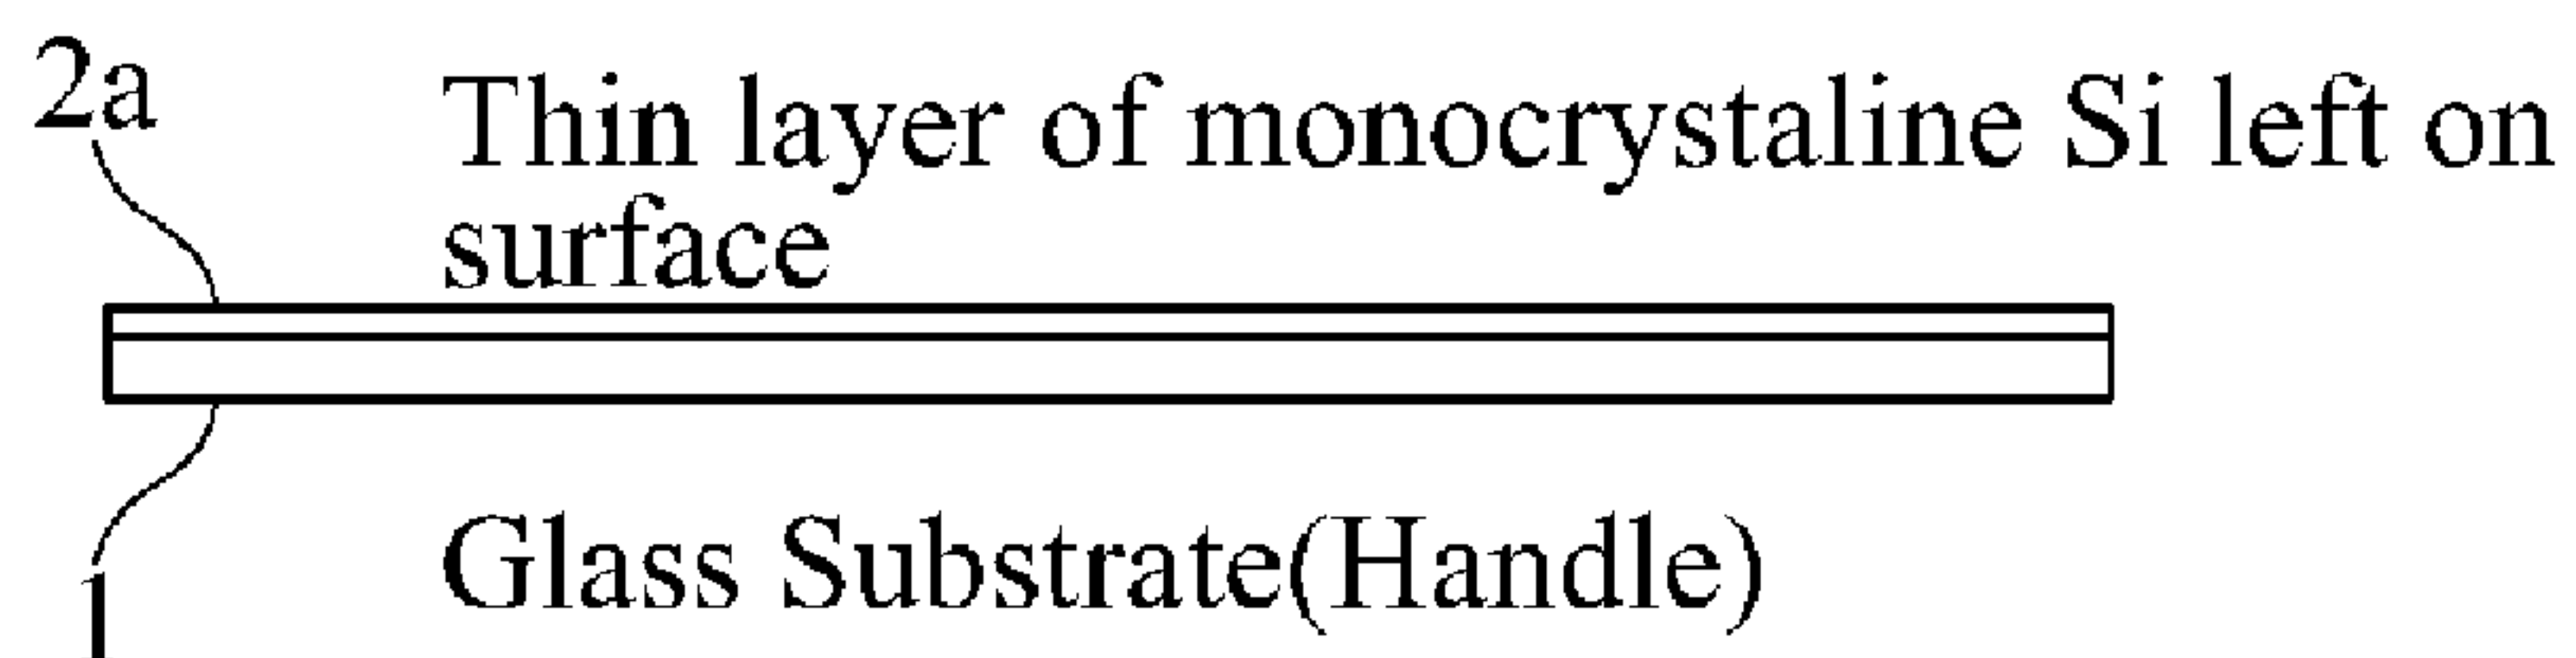 2a
Thin layer of monocrystaline Si left on
surface
Glass Substrate(Handle)
1